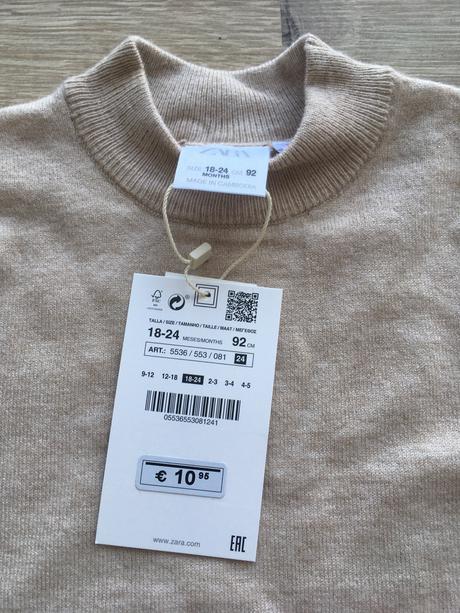 ZARA
SIZE 18-24 CM 92
MONTHS
MADE IN CAMBODIA
FSC
TALLA / SIZE / TAMANHO / TAILLE / MAAT / ΜΕΓΕΘΟΣ
18-24 MESES/MONTHS 92 CM
ART.: 5536 / 553 / 081 24
9-12 12-18 18-24 2-3 3-4 4-5
05536553081241
€ 10 95
www.zara.com
EAC